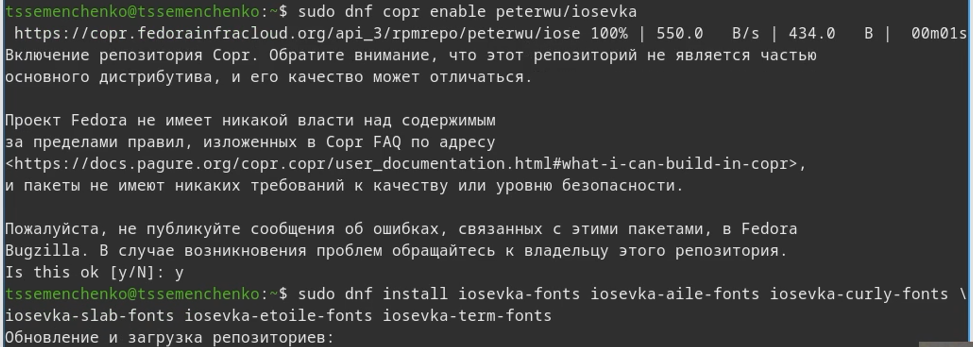 tssemenchenko@tssemenchenko:~$ sudo dnf copr enable peterwu/iosevka
https://copr.fedorainfracloud.org/api_3/rpmrepo/peterwu/iose 100% | 550.0   B/s | 434.0   B |  00m01s
Включение репозитория Copr. Обратите внимание, что этот репозиторий не является частью
основного дистрибутива, и его качество может отличаться.
Проект Fedora не имеет никакой власти над содержимым
за пределами правил, изложенных в Copr FAQ по адресу
<https://docs.pagure.org/copr.copr/user_documentation.html#what-i-can-build-in-copr>,
и пакеты не имеют никаких требований к качеству или уровню безопасности.
Пожалуйста, не публикуйте сообщения об ошибках, связанных с этими пакетами, в Fedora
Bugzilla. В случае возникновения проблем обращайтесь к владельцу этого репозитория.
Is this ok [y/N]: y
tssemenchenko@tssemenchenko:~$ sudo dnf install iosevka-fonts iosevka-aile-fonts iosevka-curly-fonts \
iosevka-slab-fonts iosevka-etoile-fonts iosevka-term-fonts
Обновление и загрузка репозиториев: